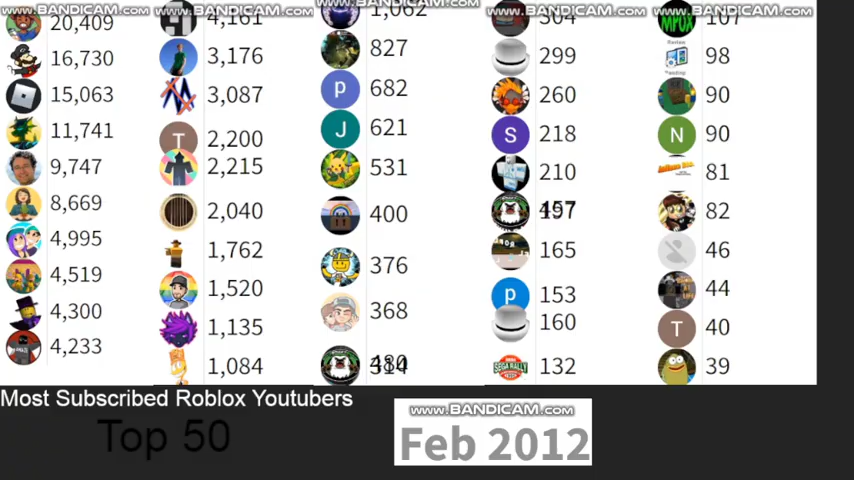 www.BANDICAM.com www.BANDICAM.com www.BANDICAM.com www.BANDICAM.com www.BANDICAM.com
20,409
16,730
15,063
11,741
9,747
8,669
4,995
4,519
4,300
4,233
4,161
3,176
3,087
T 2,200
2,215
2,040
1,762
1,520
1,135
1,084
1,062
827
p 682
J 621
531
400
376
368
304
299
260
S 218
210
165
p 153
160
SEGA RALLY 132
MPOX 107
98
90
N 90
81
82
46
44
T 40
39
Most Subscribed Roblox Youtubers
Top 50
www.BANDICAM.com
Feb 2012